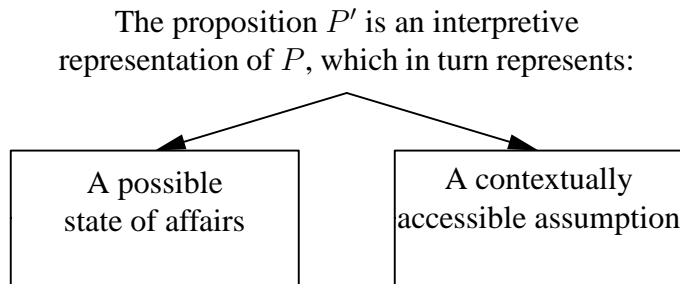 The proposition P′ is an interpretive
representation of P, which in turn represents:
A possible
state of affairs
A contextually
accessible assumption